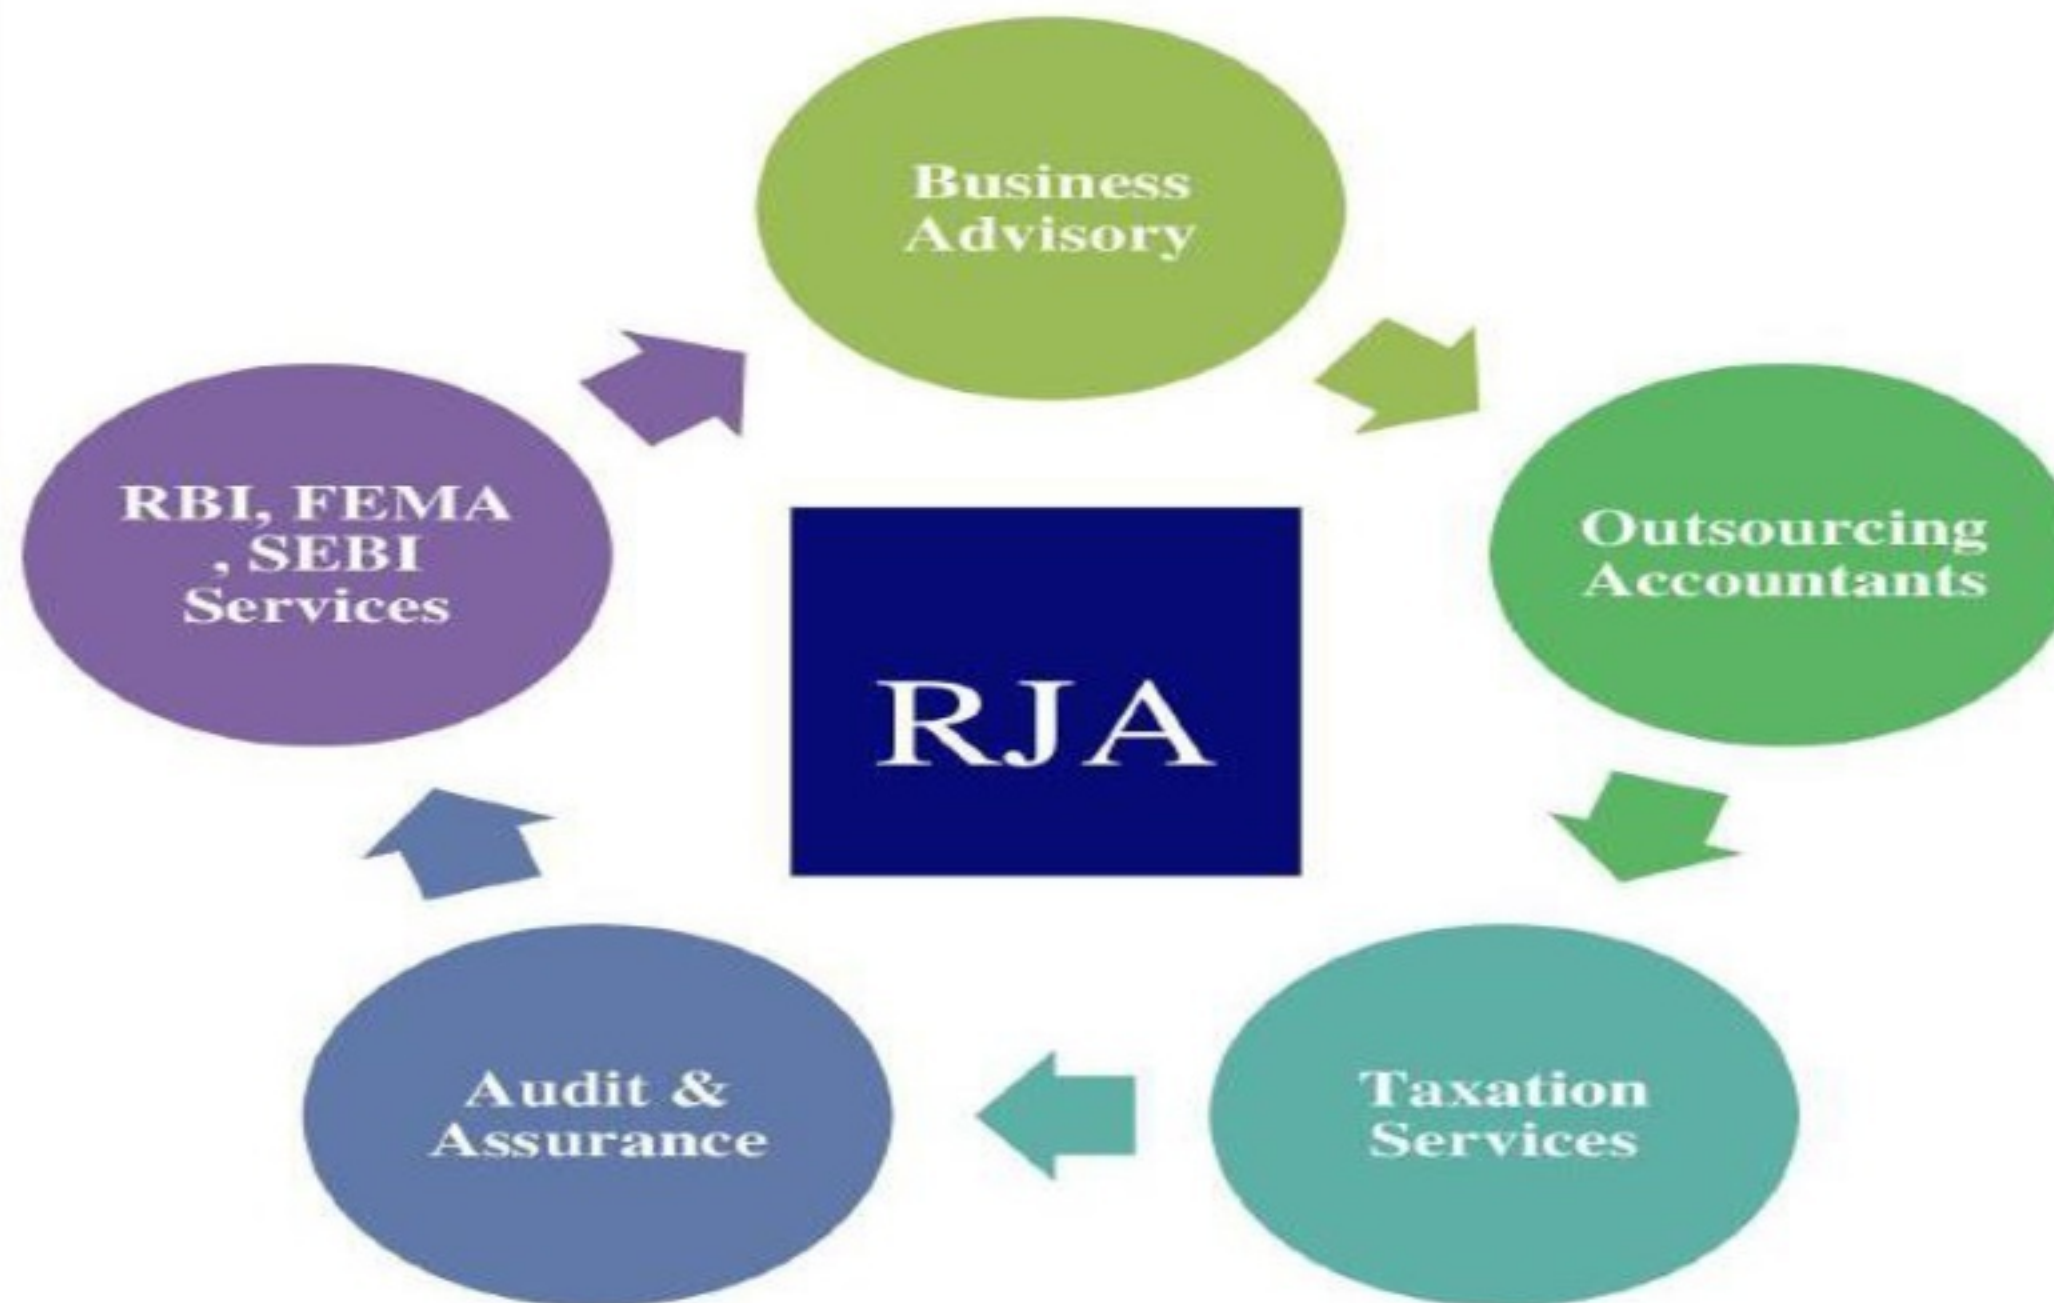 Business
Advisory
Outsourcing
Accountants
Taxation
Services
Audit &
Assurance
RBI, FEMA
, SEBI
Services
RJA